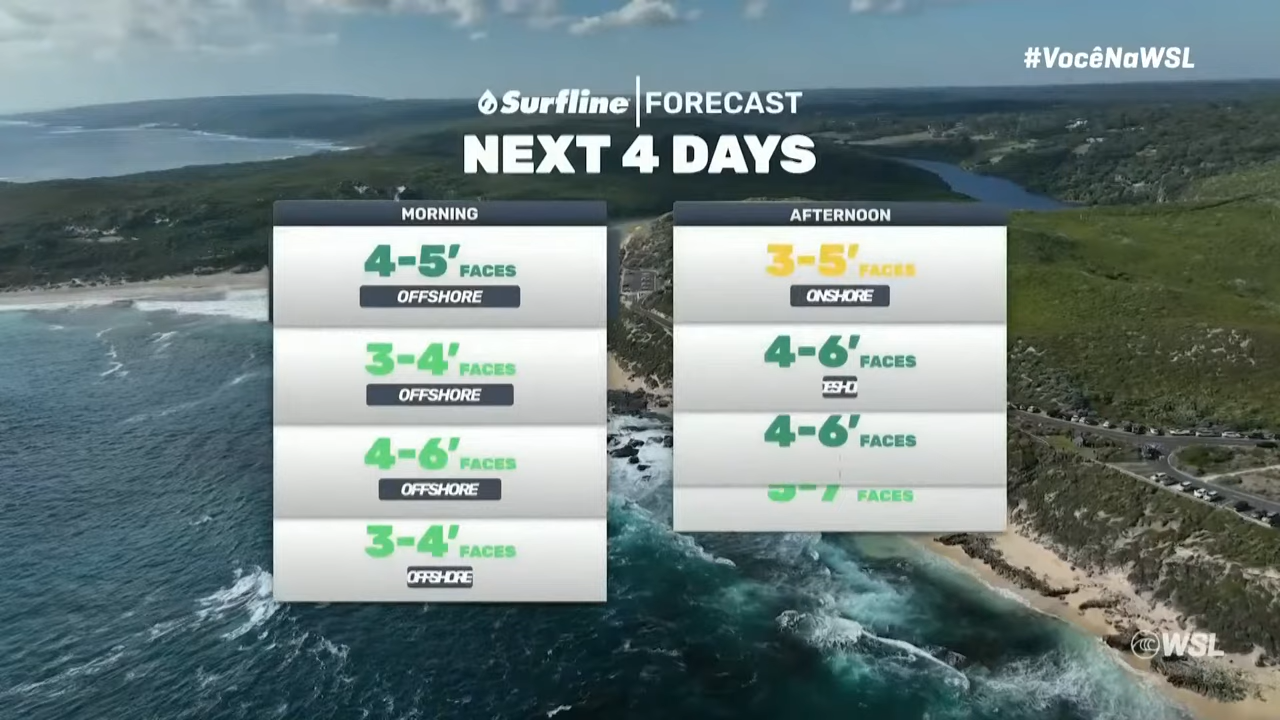 #VocêNaWSL
Surfline FORECAST
NEXT 4 DAYS
MORNING
4-5' FACES
OFFSHORE
3-4' FACES
OFFSHORE
4-6' FACES
OFFSHORE
3-4' FACES
OFFSHORE
AFTERNOON
3-5' FACES
ONSHORE
4-6' FACES
4-6' FACES
FACES
WSL